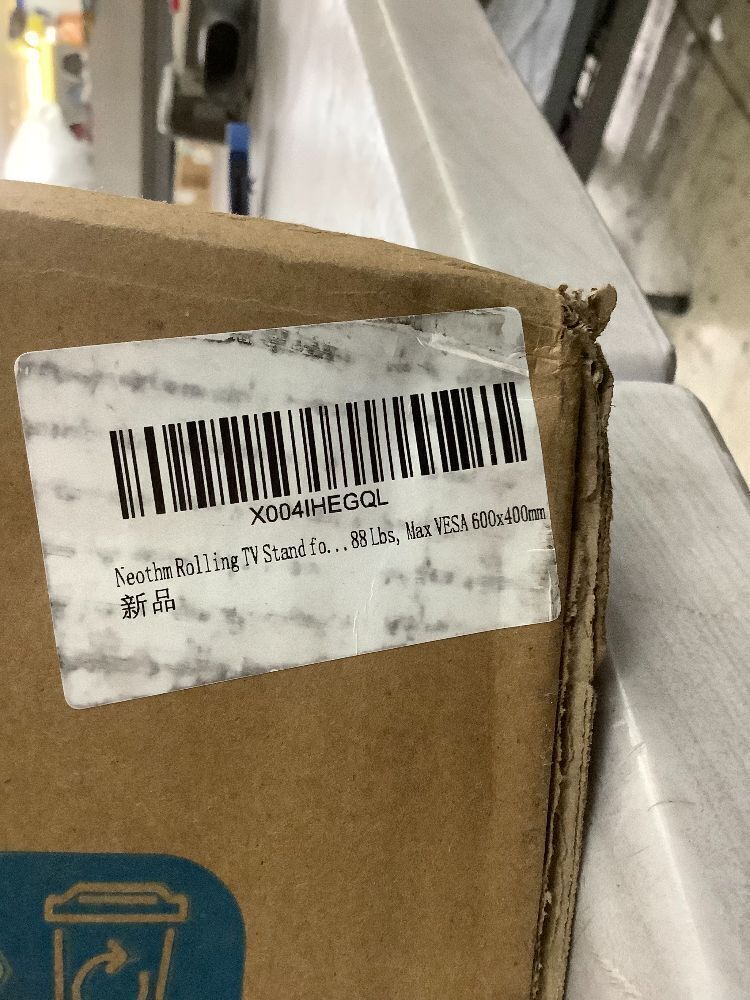 X004IHEGQL
Neothm Rolling TV Stand fo... 88 Lbs, Max VESA 600x400mm
新品